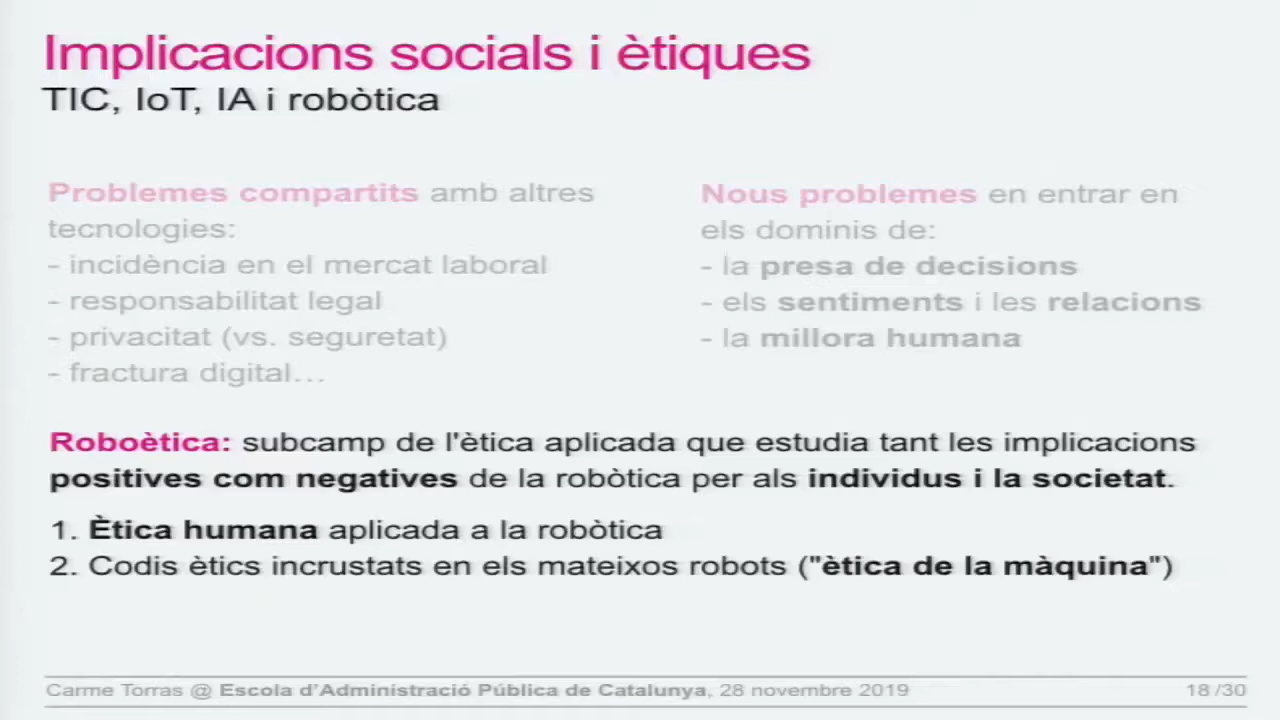 Implicacions socials i ètiques
TIC, IoT, IA i robòtica
Problemes compartits amb altres
tecnologies:
- incidència en el mercat laboral
- responsabilitat legal
- privacitat (vs. seguretat)
- fractura digital…
Nous problemes en entrar en
els dominis de:
- la presa de decisions
- els sentiments i les relacions
- la millora humana
Roboètica: subcamp de l'ètica aplicada que estudia tant les implicacions
positives com negatives de la robòtica per als individus i la societat.
1. Ètica humana aplicada a la robòtica
2. Codis ètics incrustats en els mateixos robots ("ètica de la màquina")
Carme Torras @ Escola d’Administració Pública de Catalunya, 28 novembre 2019
18 /30